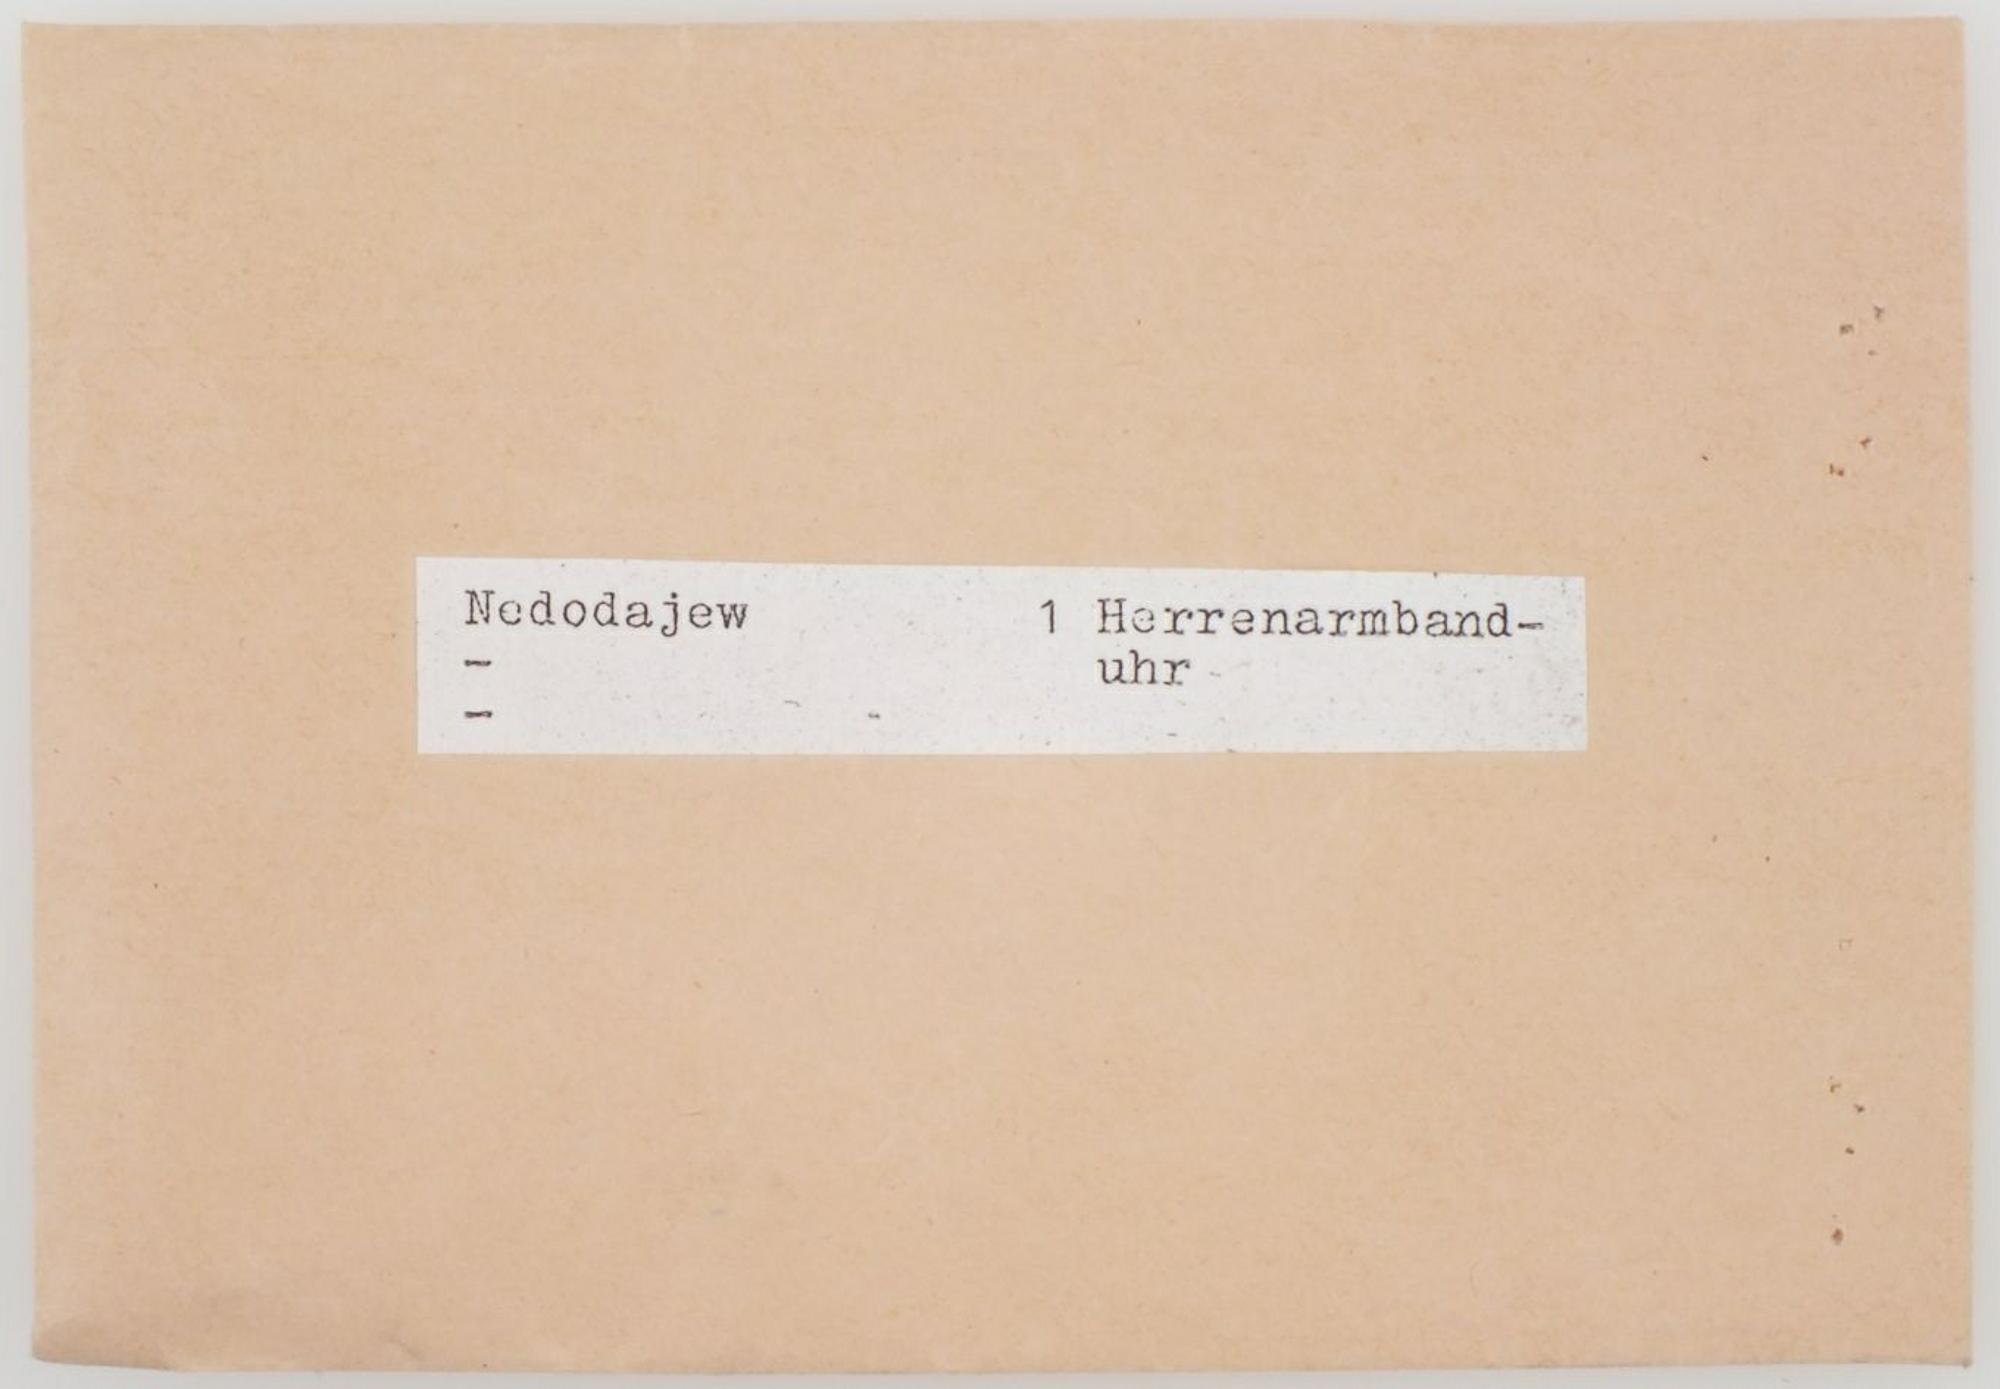 Nedodajew 1 Herrenarmband-
- uhr
-